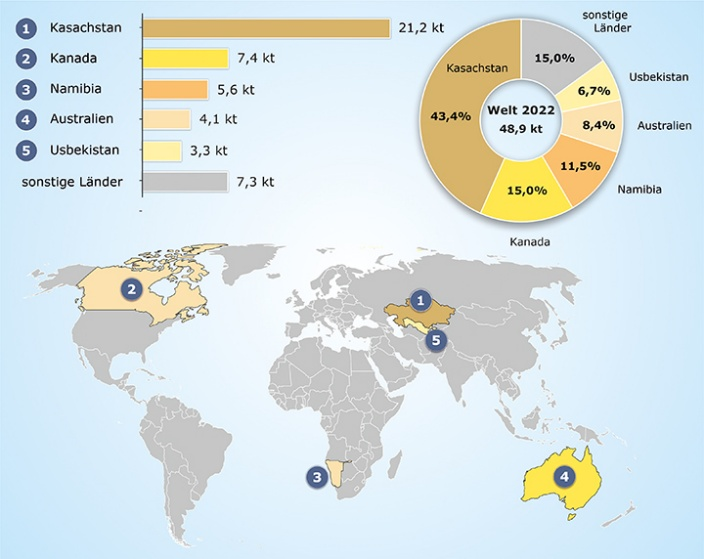 1 Kasachstan 21,2 kt
2 Kanada 7,4 kt
3 Namibia 5,6 kt
4 Australien 4,1 kt
5 Usbekistan 3,3 kt
sonstige Länder 7,3 kt
-
sonstige
Länder
15,0%
Usbekistan
6,7%
Australien
8,4%
Namibia
11,5%
Kanada
15,0%
Kasachstan
43,4%
Welt 2022
48,9 kt
1
2
3
4
5